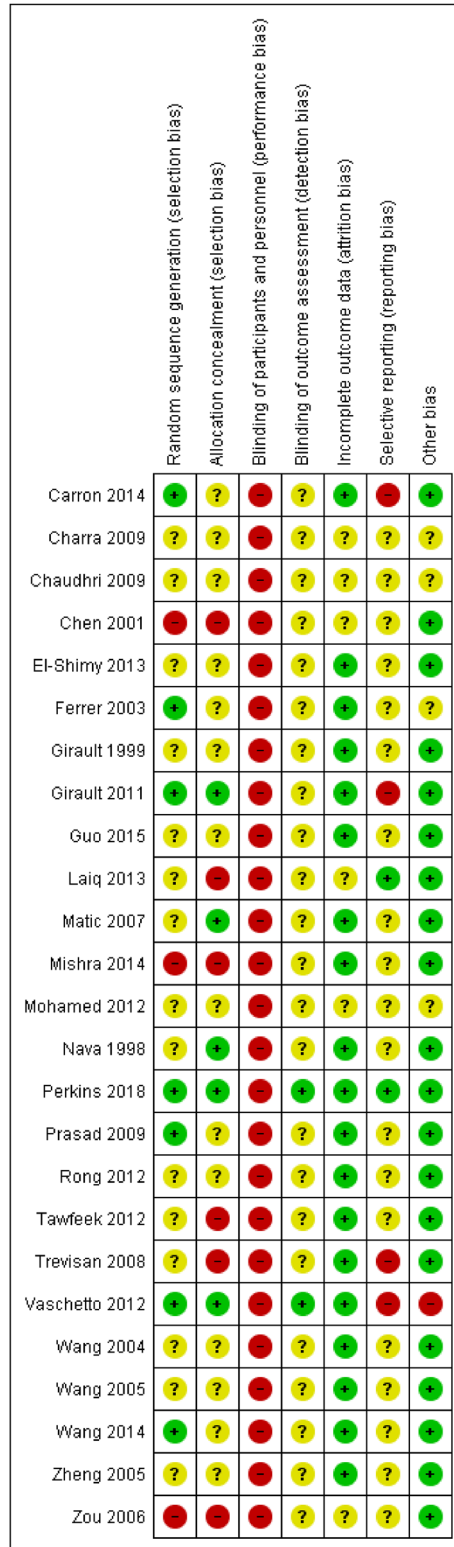 Random sequence generation (selection bias)
Allocation concealment (selection bias)
Blinding of participants and personnel (performance bias)
Blinding of outcome assessment (detection bias)
Incomplete outcome data (attrition bias)
Selective reporting (reporting bias)
Other bias
Carron 2014 + ? - ? + - +
Charra 2009 ? ? - ? ? ? ?
Chaudhri 2009 ? ? - ? ? ? ?
Chen 2001 - - - ? ? ? +
El-Shimy 2013 ? ? - ? + ? +
Ferrer 2003 + ? - ? + ? ?
Girault 1999 ? ? - ? + ? +
Girault 2011 + + - ? + - +
Guo 2015 ? ? - ? + ? +
Laiq 2013 ? - - ? ? + +
Matic 2007 ? + - ? + ? +
Mishra 2014 - - - ? + ? +
Mohamed 2012 ? ? - ? ? ? ?
Nava 1998 ? + - ? + ? +
Perkins 2018 + + - + + + +
Prasad 2009 + ? - ? + ? +
Rong 2012 ? ? - ? + ? +
Tawfeek 2012 ? - - ? + ? +
Trevisan 2008 ? - - ? + - +
Vaschetto 2012 + + - + + - -
Wang 2004 ? ? - ? + ? +
Wang 2005 ? ? - ? + ? +
Wang 2014 + ? - ? + ? +
Zheng 2005 ? ? - ? + ? +
Zou 2006 - - - ? ? ? +